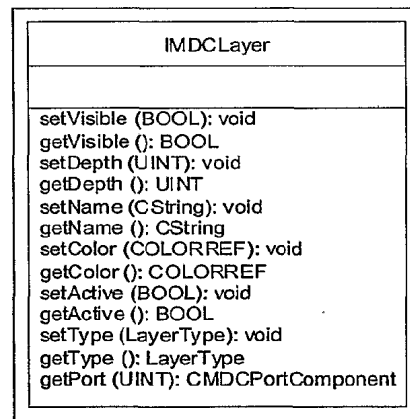 IMDCLayer
setVisible (BOOL): void
getVisible (): BOOL
setDepth (UINT): void
getDepth (): UINT
setName (CString): void
getName (): CString
setColor (COLORREF): void
getColor (): COLORREF
setActive (BOOL): void
getActive (): BOOL
setType (LayerType): void
getType (): LayerType
getPort (UINT): CMDCPortComponent